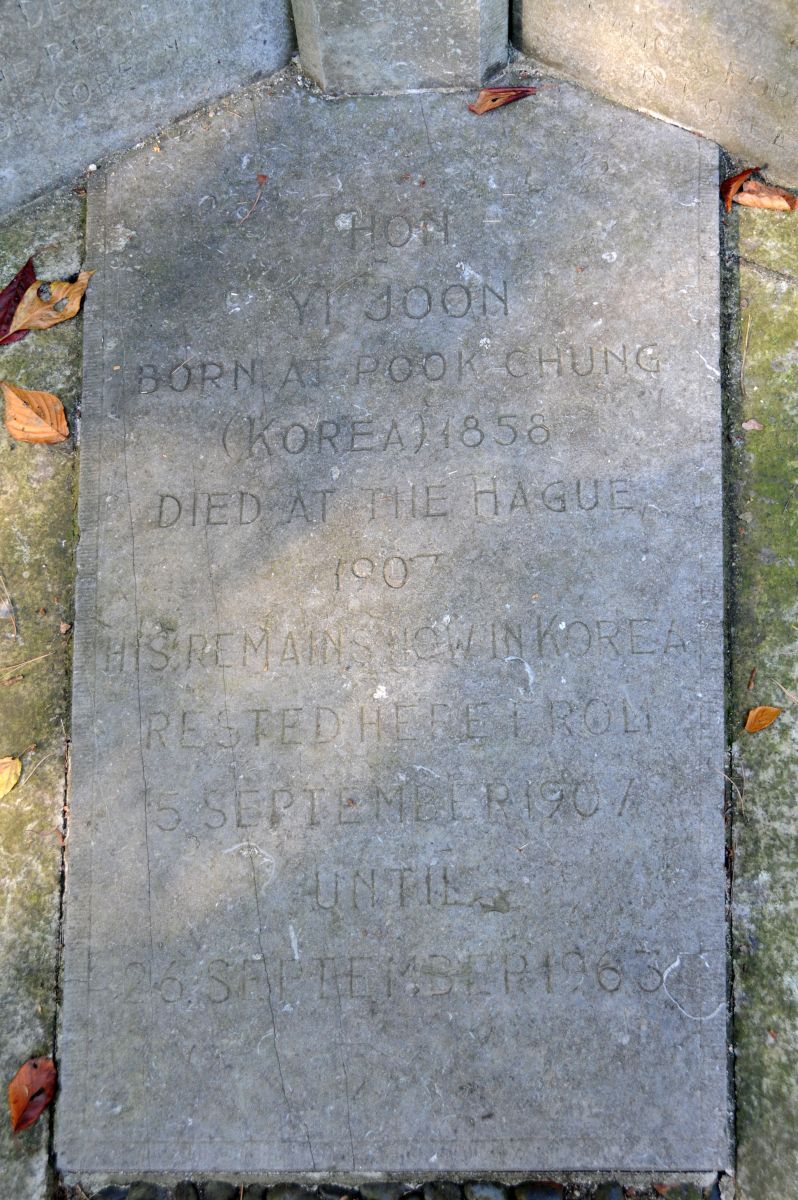 HON
YI JOON
BORN AT POOK CHUNG
(KOREA) 1858
DIED AT THE HAGUE
1907
HIS REMAINS NOW IN KOREA
RESTED HERE FROM
5 SEPTEMBER 1907
UNTIL
26 SEPTEMBER 1963